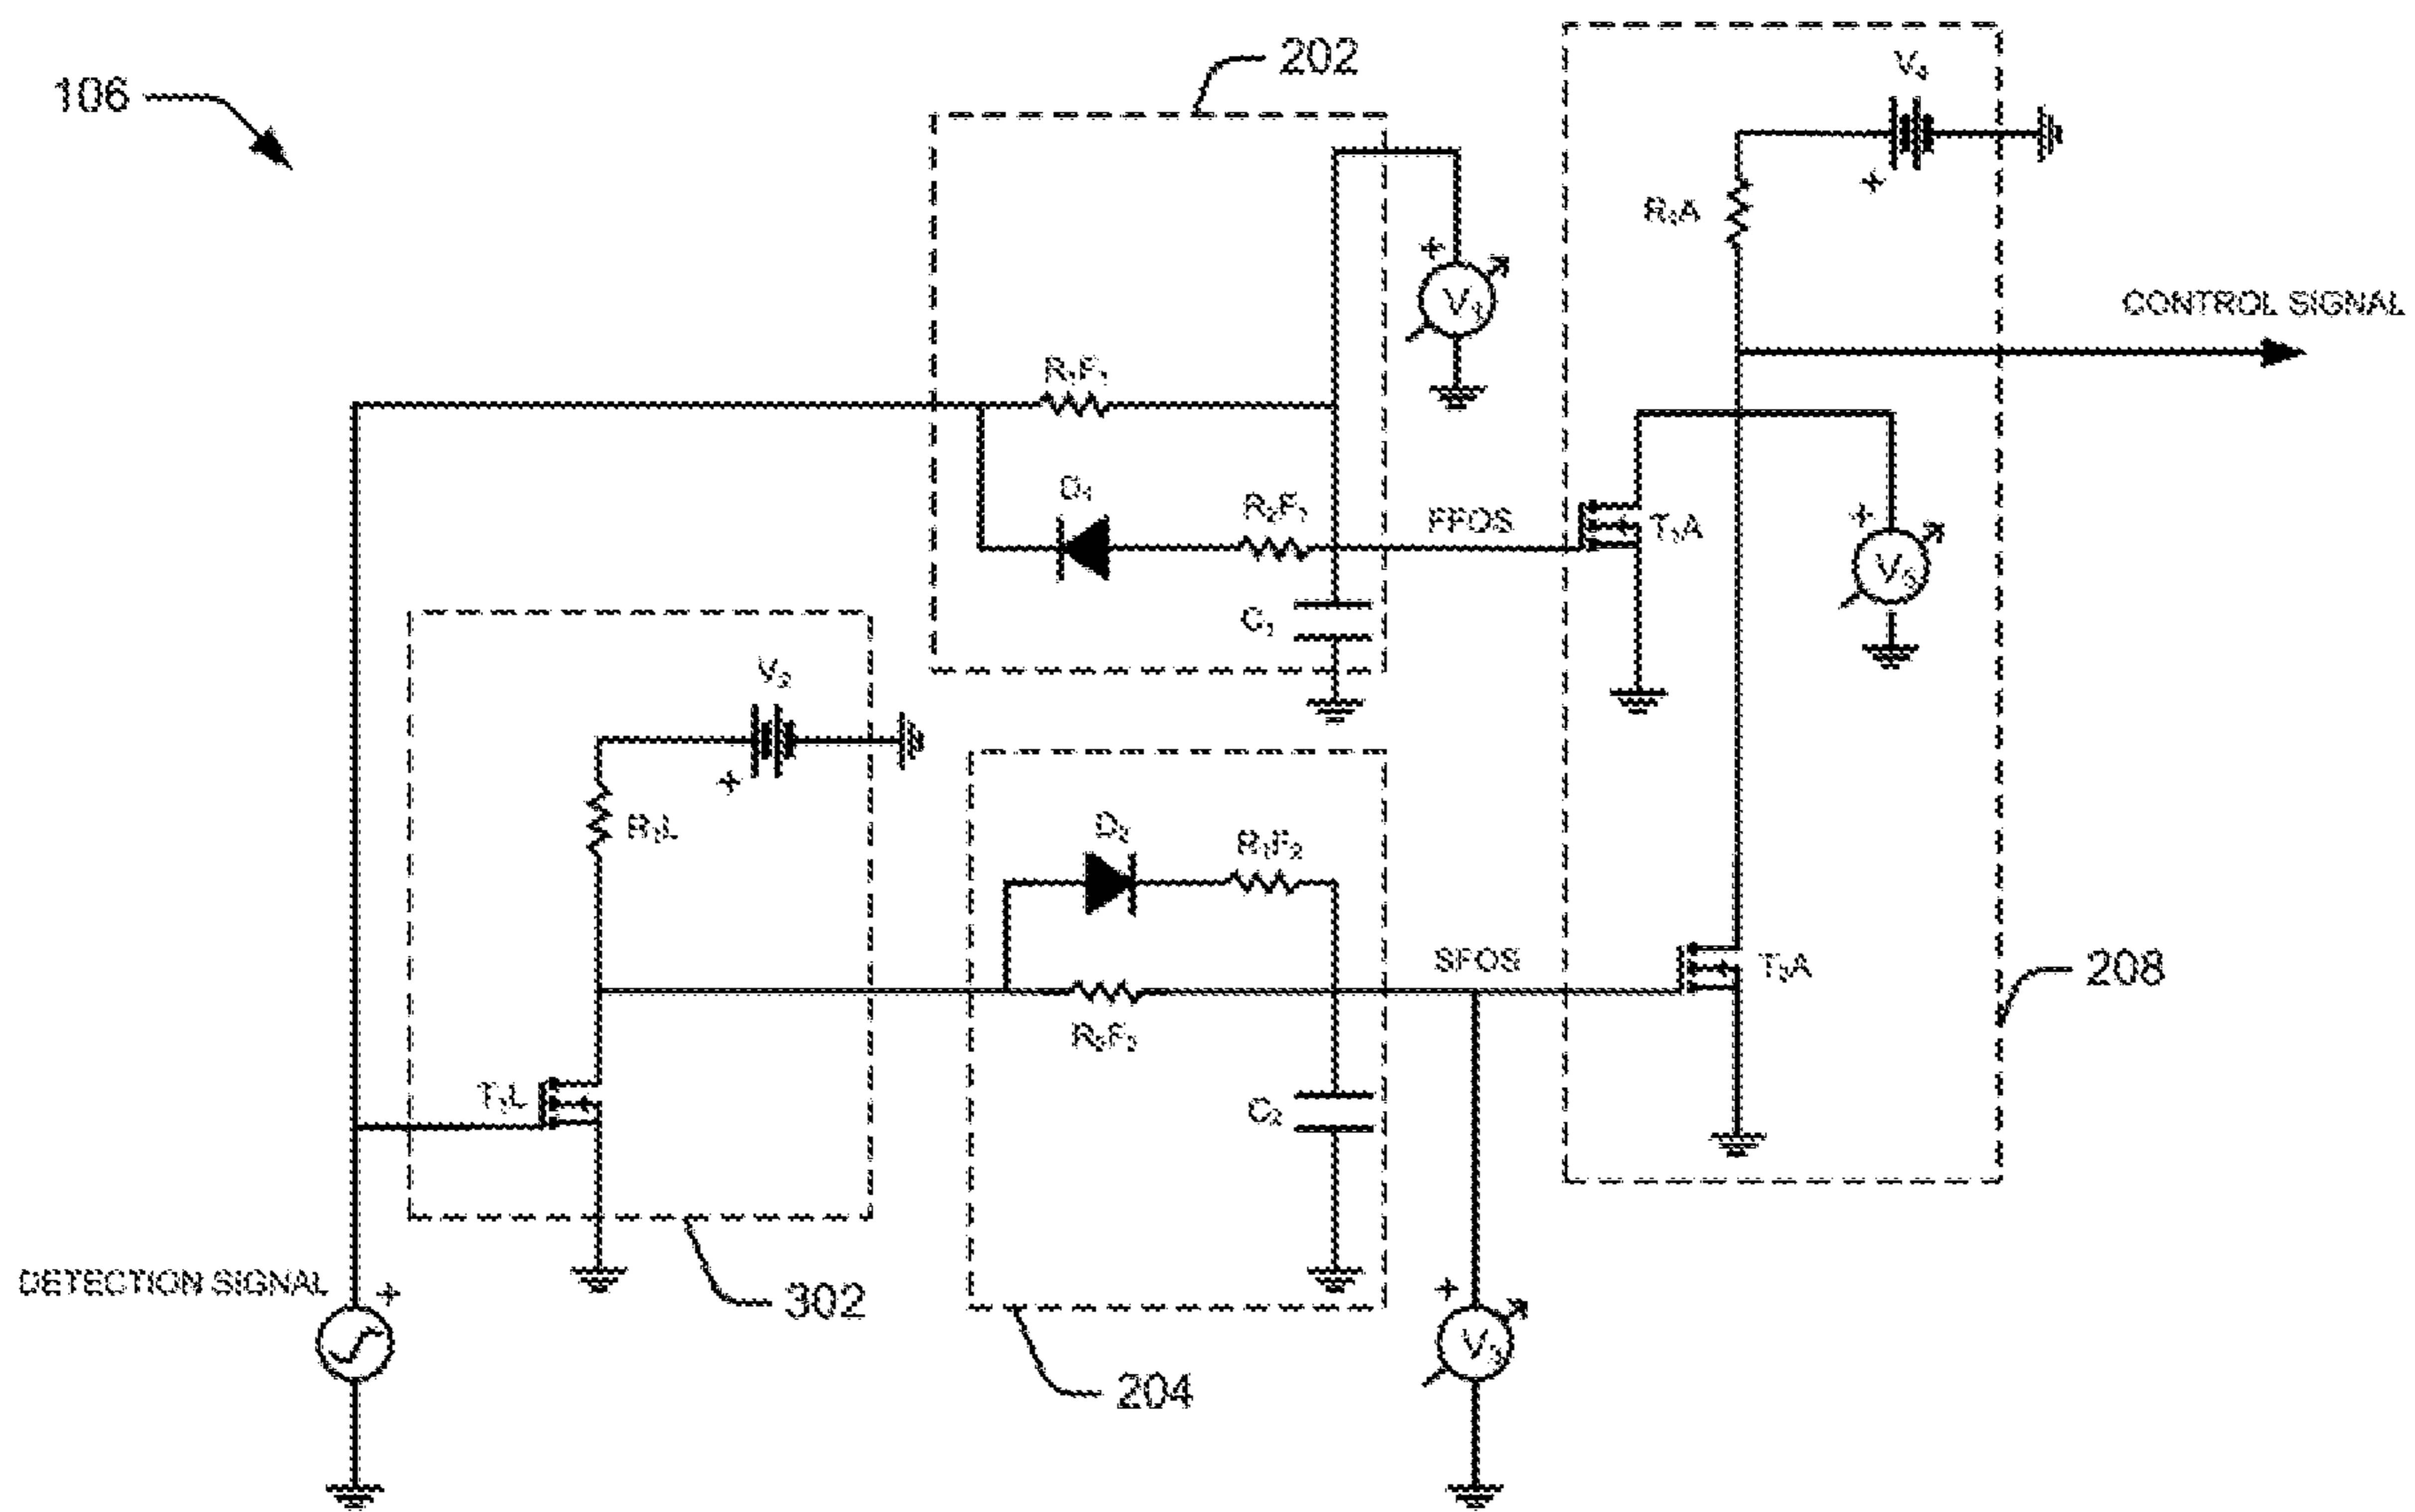 106
202
V₄
R₁A
V₁
CONTROL SIGNAL
R₁F₁
D₁
R₂F₁
FFOS
T₁A
V₅
C₁
V₂
R₁L
D₂
R₁F₂
SFOS
T₂A
208
R₂F₂
T₁L
C₂
DETECTION SIGNAL
302
V₃
204